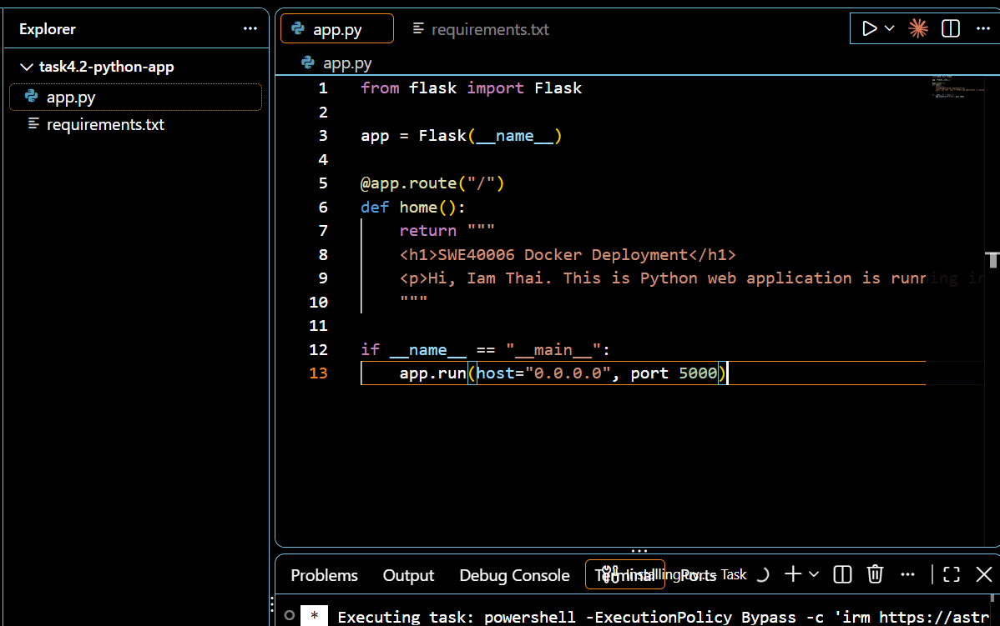 Explorer
task4.2-python-app
app.py
requirements.txt
app.py requirements.txt
app.py
1 from flask import Flask
2
3 app = Flask(__name__)
4
5 @app.route("/")
6 def home():
7 return """
8 <h1>SWE40006 Docker Deployment</h1>
9 <p>Hi, Iam Thai. This is Python web application is running in
10 """
11
12 if __name__ == "__main__":
13 app.run(host="0.0.0.0", port 5000)
Problems Output Debug Console Terminal Ports Task
* Executing task: powershell -ExecutionPolicy Bypass -c 'irm https://astr